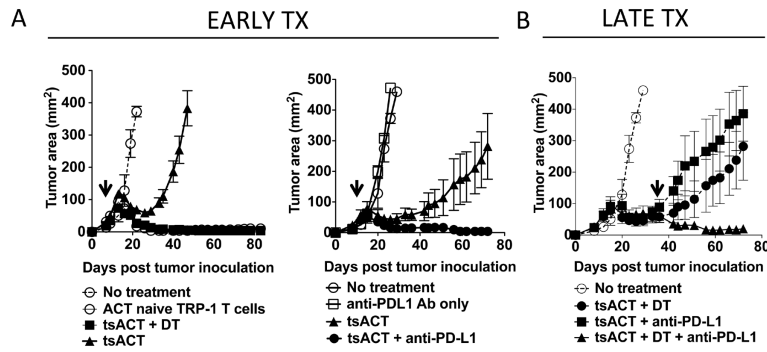 A
EARLY TX
B
LATE TX
Tumor area (mm2)
500
400
300
200
100
0
0 20 40 60 80
Days post tumor inoculation
No treatment
ACT naive TRP-1 T cells
tsACT + DT
tsACT
Tumor area (mm2)
500
400
300
200
100
0
0 20 40 60 80
Days post tumor inoculation
No treatment
anti-PDL1 Ab only
tsACT
tsACT + anti-PD-L1
Tumor area (mm2)
500
400
300
200
100
0
0 20 40 60 80
Days post tumor inoculation
No treatment
tsACT + DT
tsACT + anti-PD-L1
tsACT + DT + anti-PD-L1